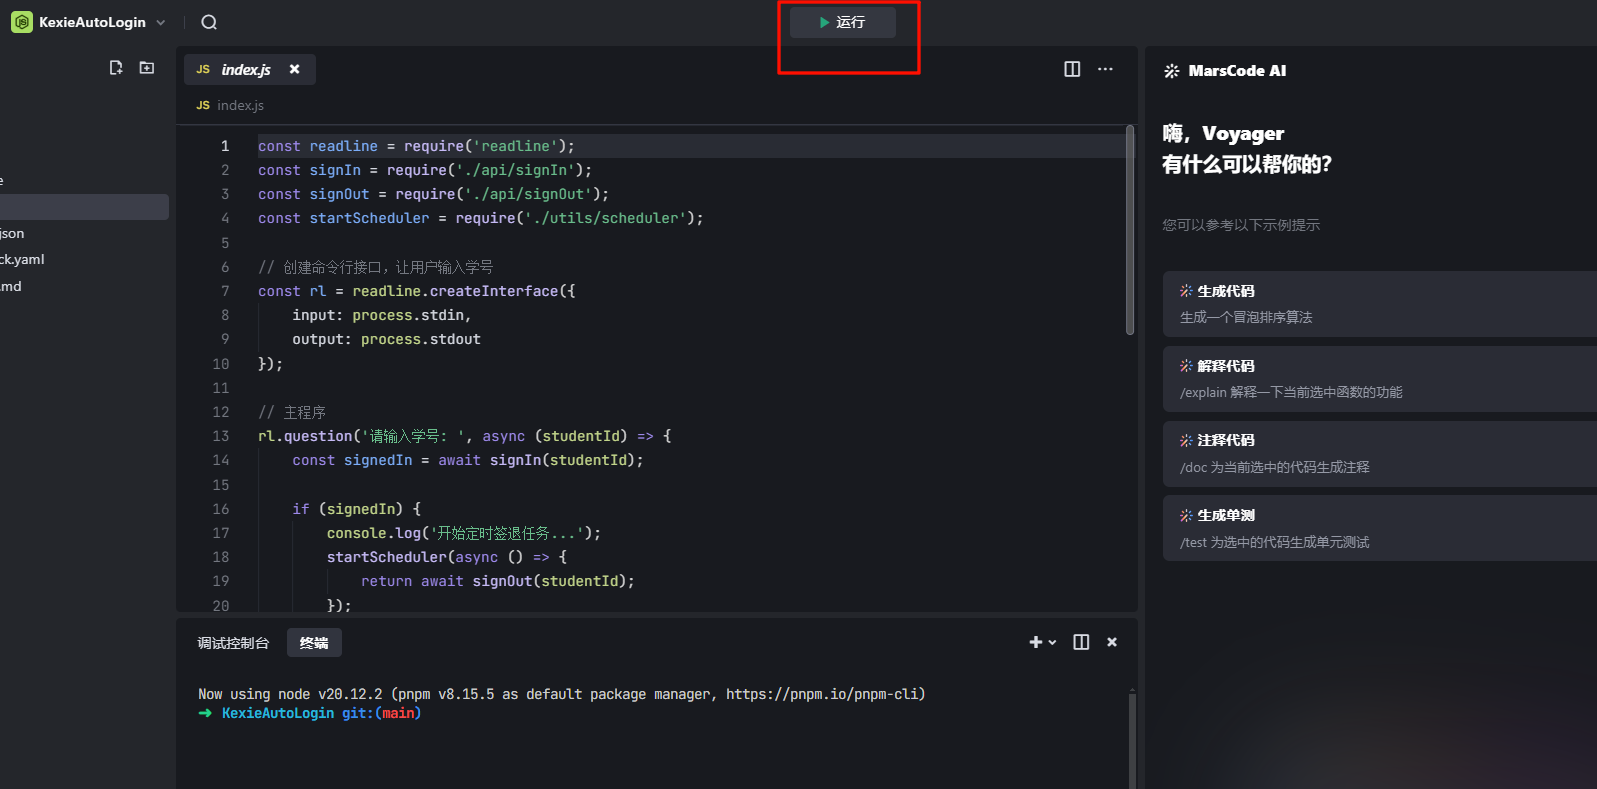 KexieAutoLogin
运行
JS index.js
JS index.js
1 const readline = require('readline');
2 const signIn = require('./api/signIn');
3 const signOut = require('./api/signOut');
4 const startScheduler = require('./utils/scheduler');
5
6 // 创建命令行接口，让用户输入学号
7 const rl = readline.createInterface({
8 input: process.stdin,
9 output: process.stdout
10 });
11
12 // 主程序
13 rl.question('请输入学号: ', async (studentId) => {
14 const signedIn = await signIn(studentId);
15
16 if (signedIn) {
17 console.log('开始定时签退任务...');
18 startScheduler(async () => {
19 return await signOut(studentId);
20 });
e
json
ck.yaml
.md
调试控制台 终端
Now using node v20.12.2 (pnpm v8.15.5 as default package manager, https://pnpm.io/pnpm-cli)
➜ KexieAutoLogin git:(main)
MarsCode AI
嗨，Voyager
有什么可以帮你的？
您可以参考以下示例提示
生成代码
生成一个冒泡排序算法
解释代码
/explain 解释一下当前选中函数的功能
注释代码
/doc 为当前选中的代码生成注释
生成单测
/test 为选中的代码生成单元测试